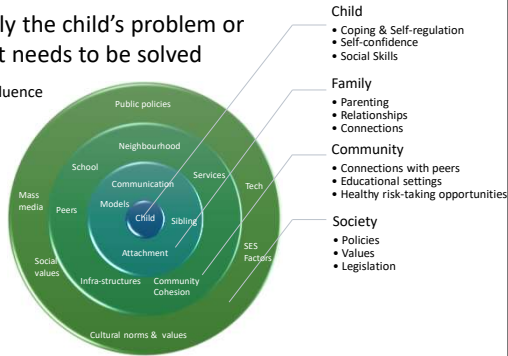 ly the child's problem or
t needs to be solved
luence
Public policies
Neighbourhood
School
Services
Communication
Mass
media
Tech
Peers
Models
Child
Sibling
Attachment
Social
values
SES
Factors
Infra-structures
Community
Cohesion
Cultural norms & values
Child
• Coping & Self-regulation
• Self-confidence
• Social Skills
Family
• Parenting
• Relationships
• Connections
Community
• Connections with peers
• Educational settings
• Healthy risk-taking opportunities
Society
• Policies
• Values
• Legislation